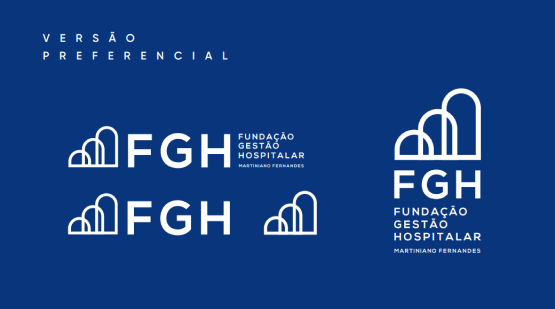 VERSÃO
PREFERENCIAL
FGH
FUNDAÇÃO
GESTÃO
HOSPITALAR
MARTINIANO FERNANDES
FGH
FGH
FUNDAÇÃO
GESTÃO
HOSPITALAR
MARTINIANO FERNANDES